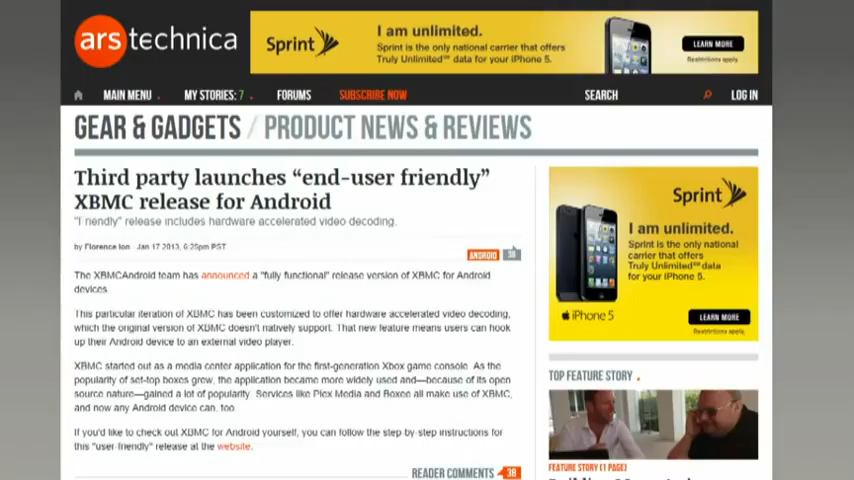 ars technica
Sprint
I am unlimited.
Sprint is the only national carrier that offers
Truly Unlimited℠ data for your iPhone 5.
LEARN MORE
Restrictions apply.
MAIN MENU
MY STORIES: 7
FORUMS
SUBSCRIBE NOW
SEARCH
LOG IN
GEAR & GADGETS / PRODUCT NEWS & REVIEWS
Third party launches “end-user friendly”
XBMC release for Android
"Friendly" release includes hardware accelerated video decoding.
by Florence Ion - Jan 17 2013, 6:25pm PST
ANDROID
38
The XBMCAndroid team has announced a "fully functional" release version of XBMC for Android
devices.
This particular iteration of XBMC has been customized to offer hardware accelerated video decoding,
which the original version of XBMC doesn't natively support. That new feature means users can hook
up their Android device to an external video player.
XBMC started out as a media center application for the first-generation Xbox game console. As the
popularity of set-top boxes grew, the application became more widely used and—because of its open
source nature—gained a lot of popularity. Services like Plex Media and Boxee all make use of XBMC,
and now any Android device can, too
If you'd like to check out XBMC for Android yourself, you can follow the step-by-step instructions for
this "user-friendly" release at the website.
READER COMMENTS 38
Sprint
I am unlimited.
Sprint is the only national
carrier that offers
Truly Unlimited℠ data
for your iPhone 5.
iPhone 5
LEARN MORE
Restrictions apply.
TOP FEATURE STORY
FEATURE STORY (1 PAGE)